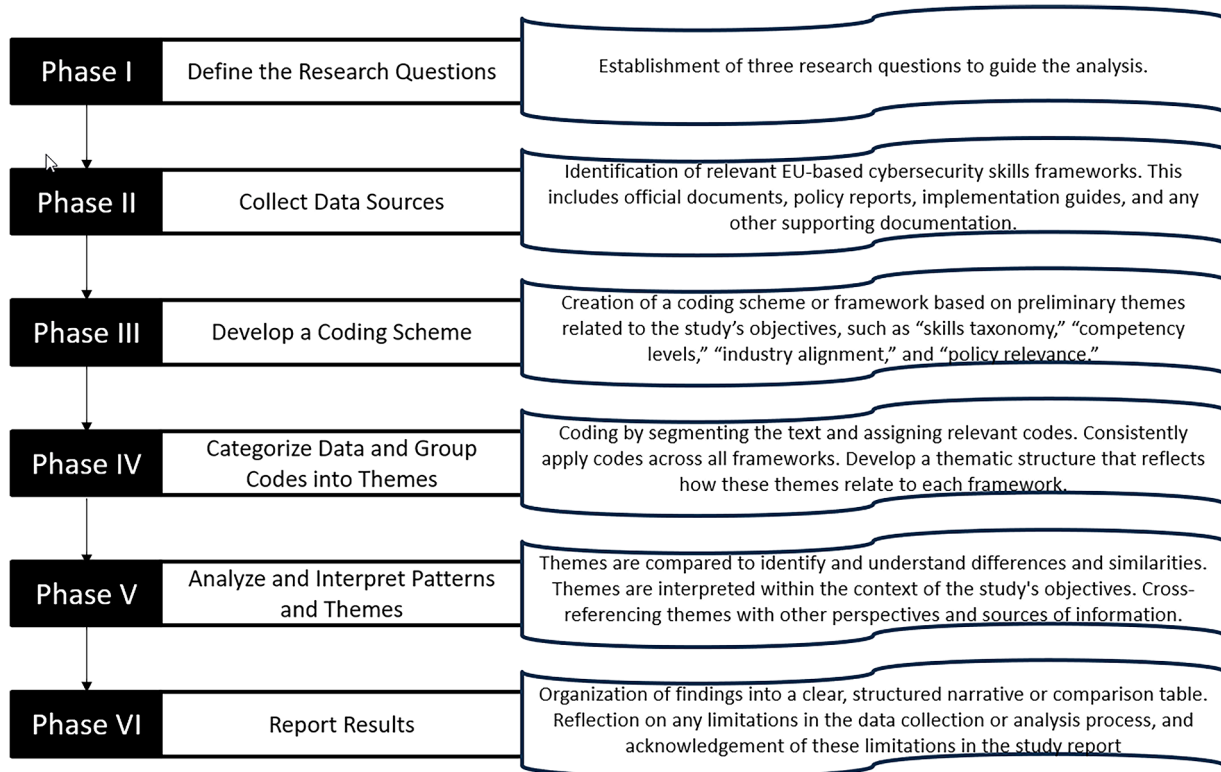 Phase I
Define the Research Questions
Establishment of three research questions to guide the analysis.
Phase II
Collect Data Sources
Identification of relevant EU-based cybersecurity skills frameworks. This
includes official documents, policy reports, implementation guides, and any
other supporting documentation.
Phase III
Develop a Coding Scheme
Creation of a coding scheme or framework based on preliminary themes
related to the study’s objectives, such as “skills taxonomy,” “competency
levels,” “industry alignment,” and “policy relevance.”
Phase IV
Categorize Data and Group
Codes into Themes
Coding by segmenting the text and assigning relevant codes. Consistently
apply codes across all frameworks. Develop a thematic structure that reflects
how these themes relate to each framework.
Phase V
Analyze and Interpret Patterns
and Themes
Themes are compared to identify and understand differences and similarities.
Themes are interpreted within the context of the study's objectives. Cross-
referencing themes with other perspectives and sources of information.
Phase VI
Report Results
Organization of findings into a clear, structured narrative or comparison table.
Reflection on any limitations in the data collection or analysis process, and
acknowledgement of these limitations in the study report